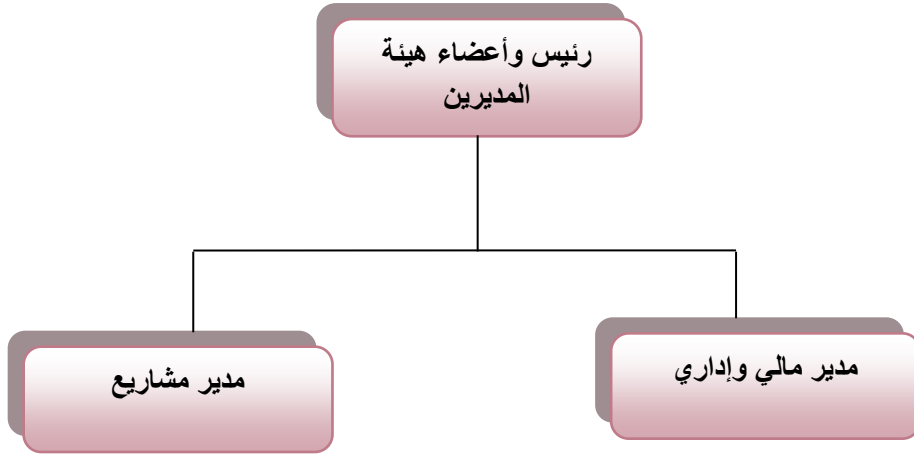 رئيس وأعضاء هيئة
المديرين
مدير مالي وإداري
مدير مشاريع